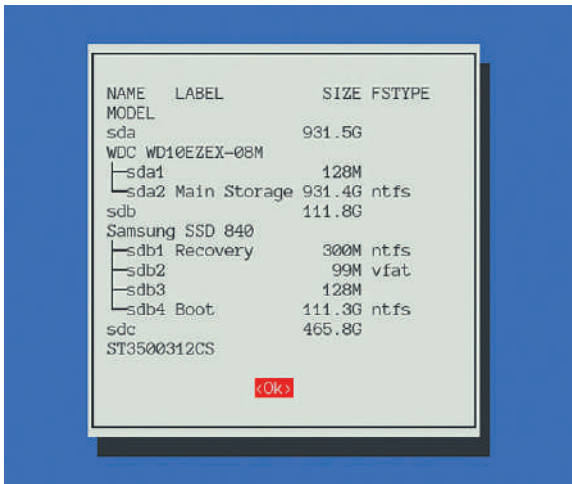 NAME LABEL SIZE FSTYPE
MODEL
sda 931.5G
WDC WD10EZEX-08M
├─sda1 128M
└─sda2 Main Storage 931.4G ntfs
sdb 111.8G
Samsung SSD 840
├─sdb1 Recovery 300M ntfs
├─sdb2 99M vfat
├─sdb3 128M
└─sdb4 Boot 111.3G ntfs
sdc 465.8G
ST3500312CS
<Ok>